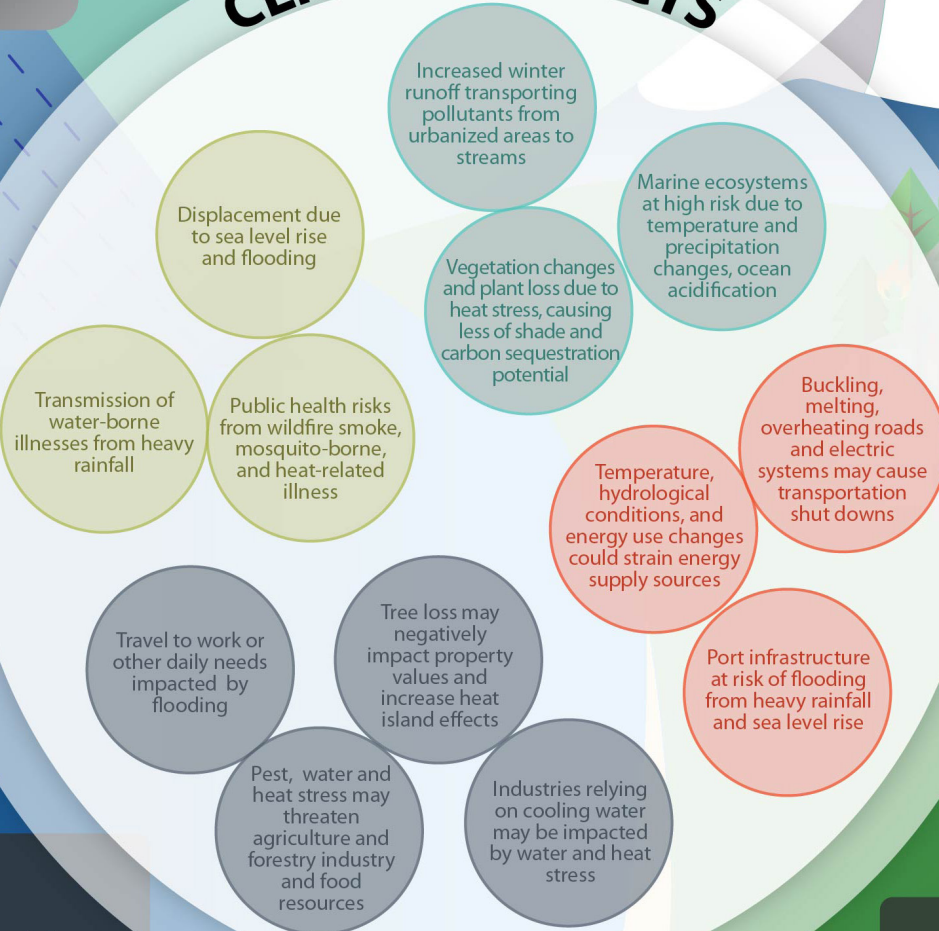 Increased winter
runoff transporting
pollutants from
urbanized areas to
streams
Marine ecosystems
at high risk due to
temperature and
precipitation
changes, ocean
acidification
Displacement due
to sea level rise
and flooding
Vegetation changes
and plant loss due to
heat stress, causing
less of shade and
carbon sequestration
potential
Transmission of
water-borne
illnesses from heavy
rainfall
Public health risks
from wildfire smoke,
mosquito-borne,
and heat-related
illness
Buckling,
melting,
overheating roads
and electric
systems may cause
transportation
shut downs
Temperature,
hydrological
conditions, and
energy use changes
could strain energy
supply sources
Travel to work or
other daily needs
impacted by
flooding
Tree loss may
negatively
impact property
values and
increase heat
island effects
Port infrastructure
at risk of flooding
from heavy rainfall
and sea level rise
Pest, water and
heat stress may
threaten
agriculture and
forestry industry
and food
resources
Industries relying
on cooling water
may be impacted
by water and heat
stress